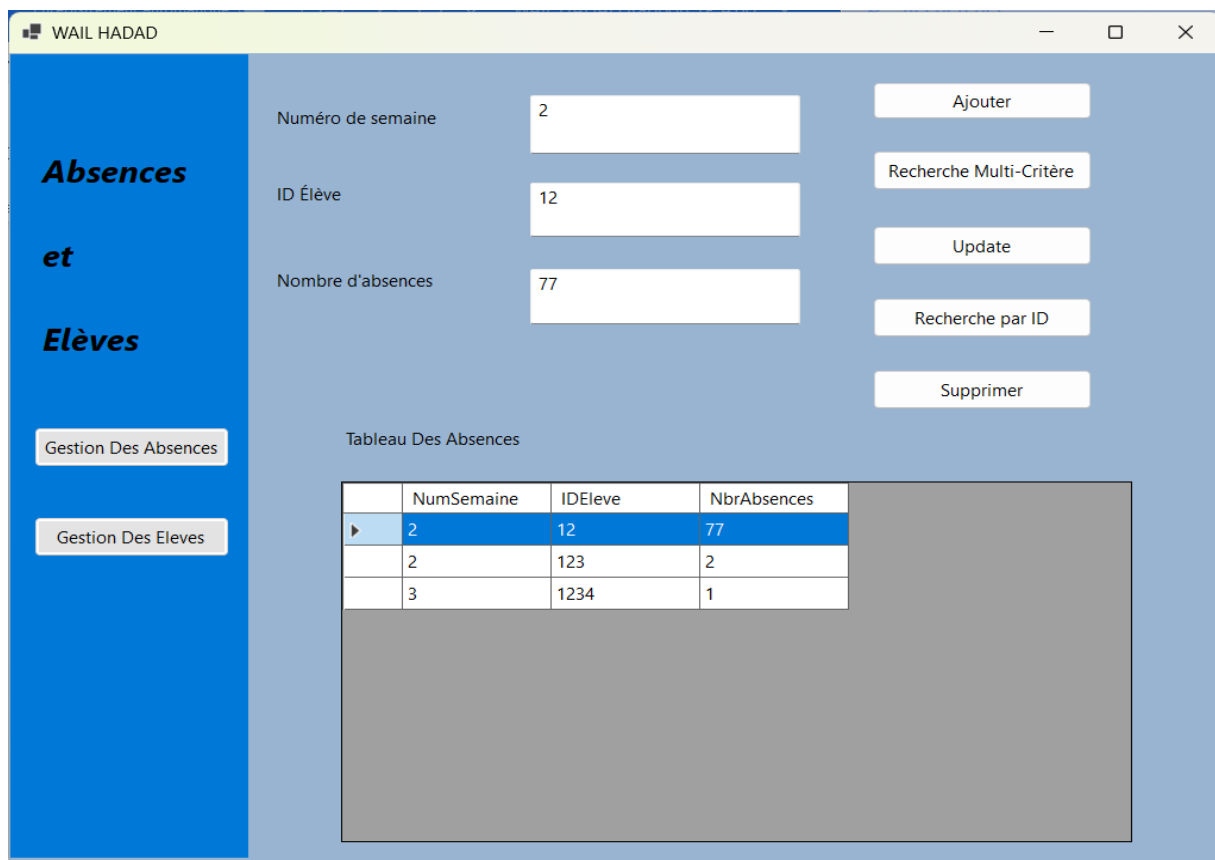 WAIL HADAD
Absences
et
Elèves
Gestion Des Absences
Gestion Des Eleves
Numéro de semaine
2
ID Élève
12
Nombre d'absences
77
Ajouter
Recherche Multi-Critère
Update
Recherche par ID
Supprimer
Tableau Des Absences
NumSemaine IDEleve NbrAbsences
2 12 77
2 123 2
3 1234 1